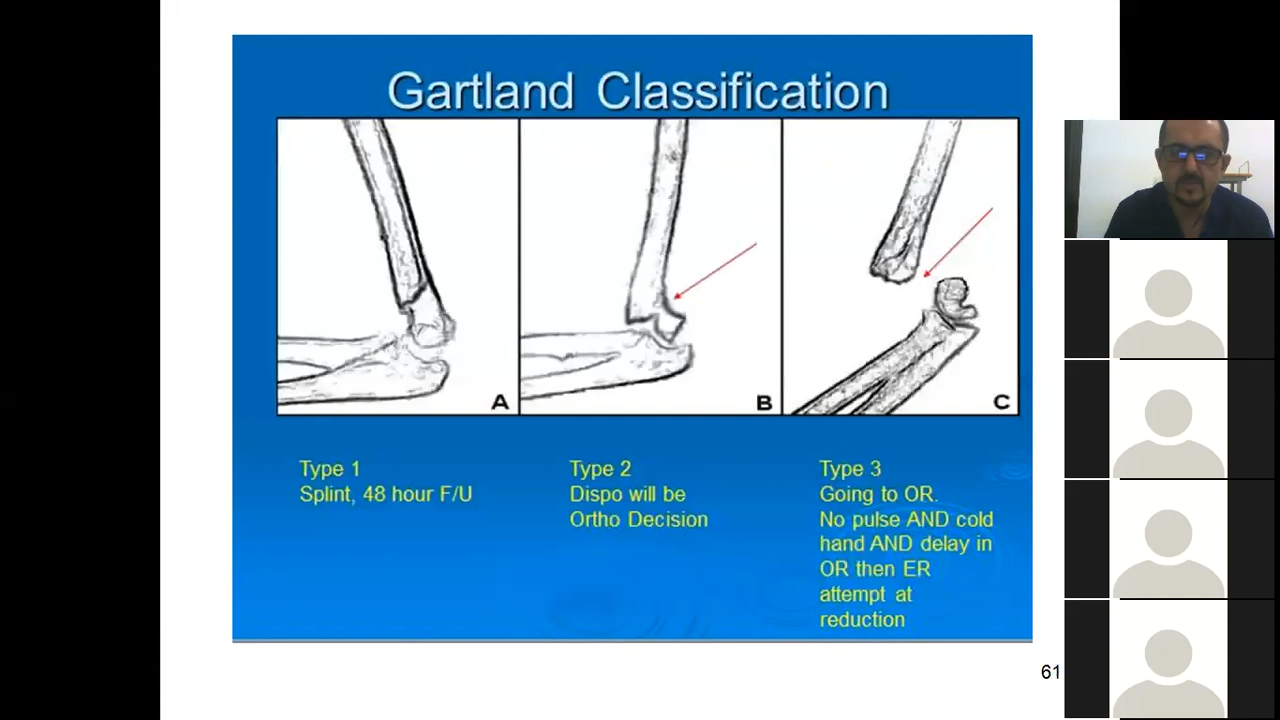 Gartland Classification
A
B
C
Type 1
Splint, 48 hour F/U
Type 2
Dispo will be
Ortho Decision
Type 3
Going to OR.
No pulse AND cold
hand AND delay in
OR then ER
attempt at
reduction
61